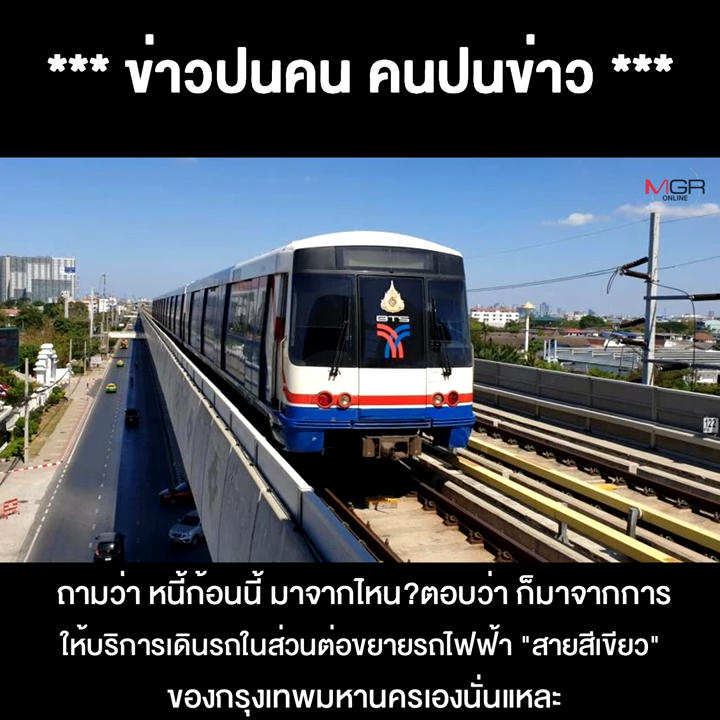 *** ข่าวปนคน คนปนข่าว ***
MGR
ONLINE
BTS
ถามว่า หนี้ก้อนนี้ มาจากไหน?ตอบว่า ก็มาจากการ
ให้บริการเดินรถในส่วนต่อขยายรถไฟฟ้า "สายสีเขียว"
ของกรุงเทพมหานครเองนั่นแหละ